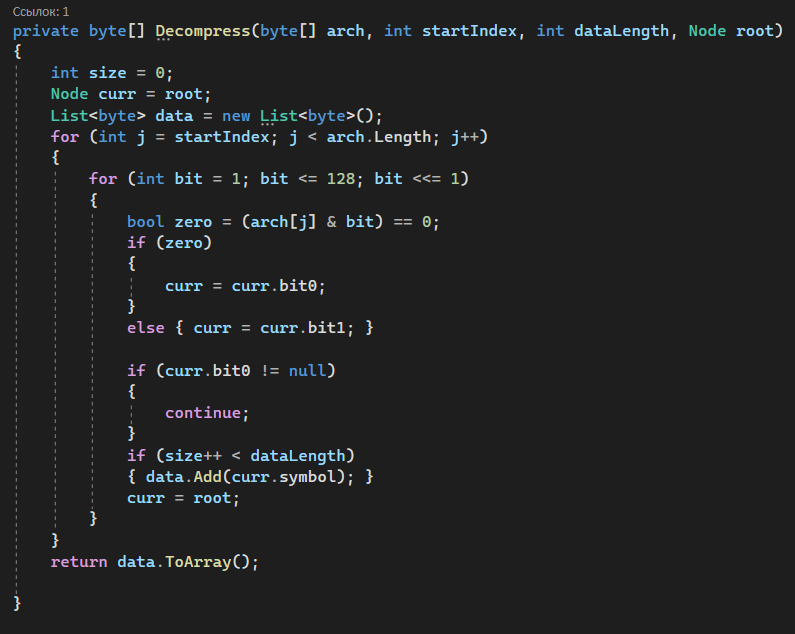 Ссылок: 1
private byte[] Decompress(byte[] arch, int startIndex, int dataLength, Node root)
{
    int size = 0;
    Node curr = root;
    List<byte> data = new List<byte>();
    for (int j = startIndex; j < arch.Length; j++)
    {
        for (int bit = 1; bit <= 128; bit <<= 1)
        {
            bool zero = (arch[j] & bit) == 0;
            if (zero)
            {
                curr = curr.bit0;
            }
            else { curr = curr.bit1; }
            if (curr.bit0 != null)
            {
                continue;
            }
            if (size++ < dataLength)
            { data.Add(curr.symbol); }
            curr = root;
        }
    }
    return data.ToArray();
}